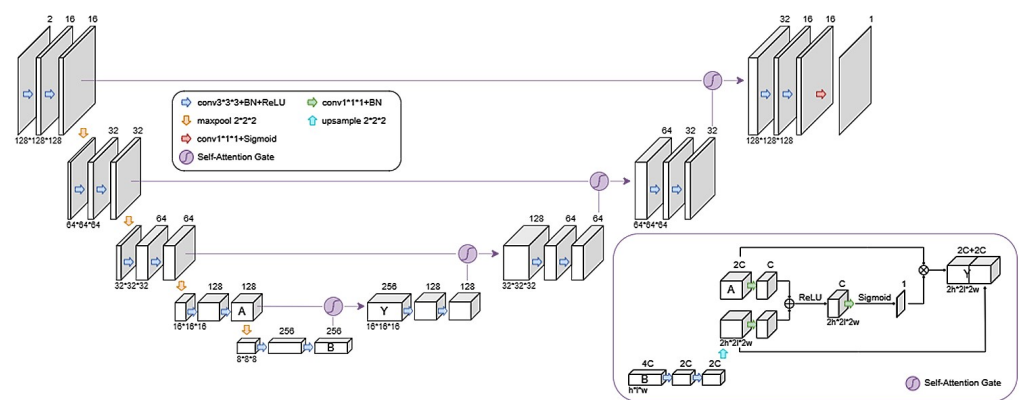 2 16 16
32 16 16 1
128*128*128
128*128*128
conv3*3*3+BN+ReLU
conv1*1*1+BN
maxpool 2*2*2
upsample 2*2*2
conv1*1*1+Sigmoid
Self-Attention Gate
32 32
64 32 32
64*64*64
64*64*64
64 64
128 64 64
32*32*32
32*32*32
128 128
A
16*16*16
256 128 128
Y
16*18*16
256 256
B
8*8*8
2C C
A
2h*2l*2w
ReLU
C
2h*2l*2w
Sigmoid
1
2C+2C
Y
2h*2l*2w
4C 2C 2C
B
h*l*w
Self-Attention Gate